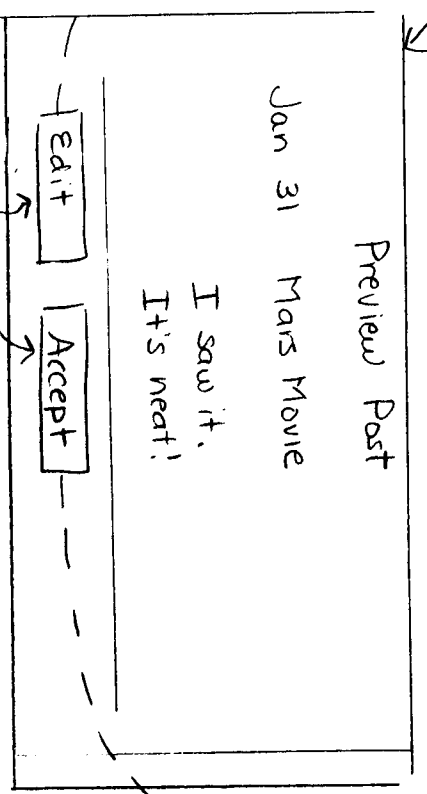 Preview Post
Jan 31 Mars Movie
I saw it.
It's neat!
Edit Accept